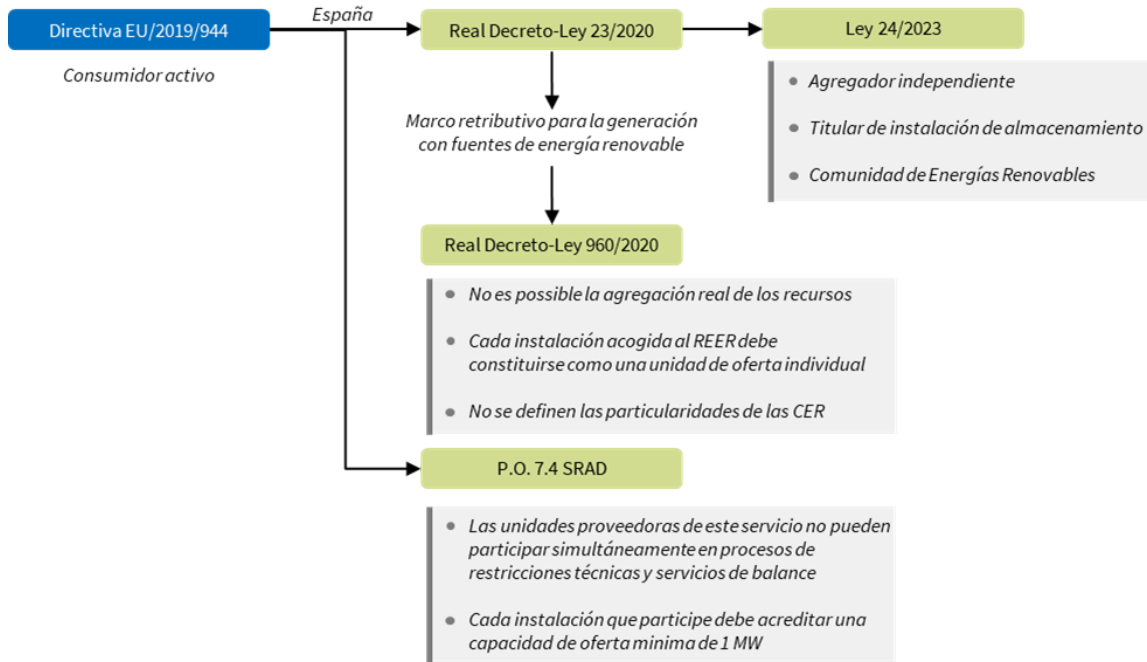 España
Directiva EU/2019/944
Real Decreto-Ley 23/2020
Ley 24/2023
Consumidor activo
Agregador independiente
Titular de instalación de almacenamiento
Comunidad de Energías Renovables
Marco retributivo para la generación
con fuentes de energía renovable
Real Decreto-Ley 960/2020
No es possible la agregación real de los recursos
Cada instalación acogida al REER debe
constituirse como una unidad de oferta individual
No se definen las particularidades de las CER
P.O. 7.4 SRAD
Las unidades proveedoras de este servicio no pueden
participar simultáneamente en procesos de
restricciones técnicas y servicios de balance
Cada instalación que participe debe acreditar una
capacidad de oferta minima de 1 MW